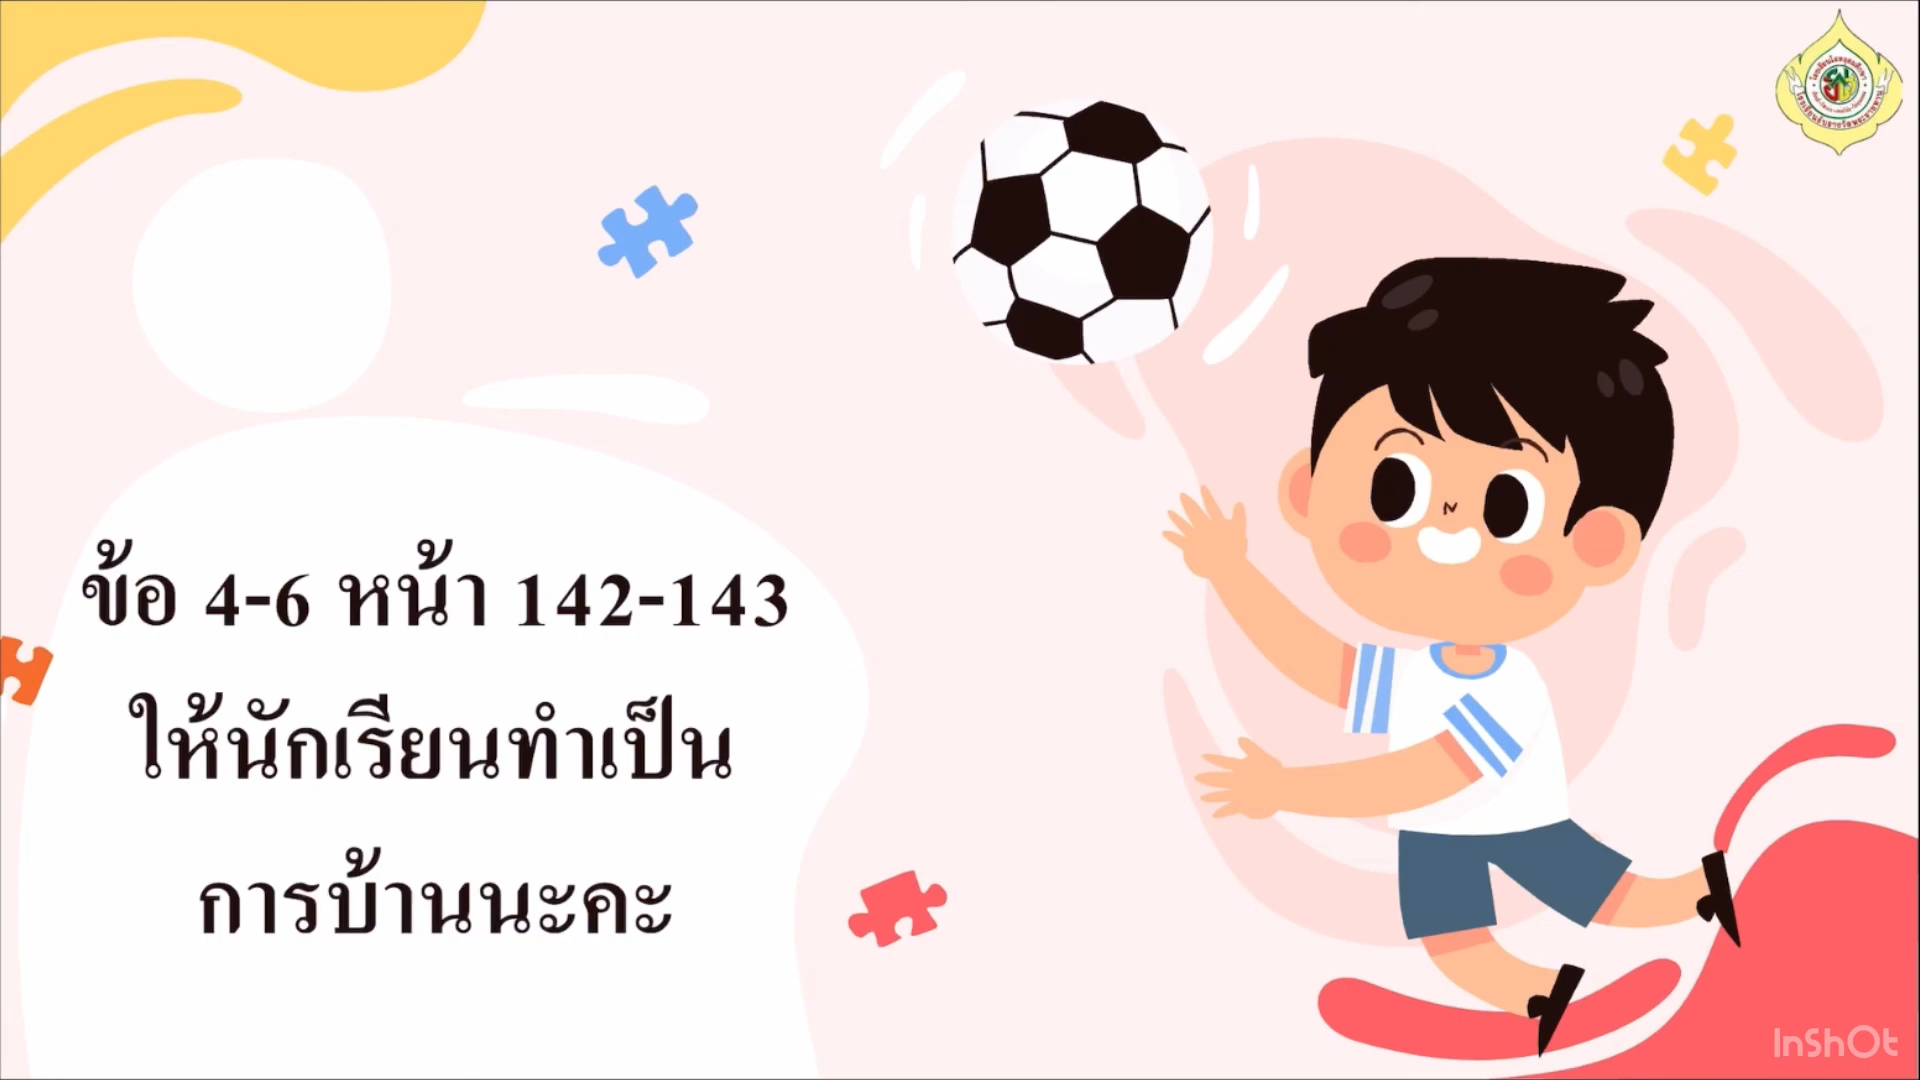 ข้อ 4-6 หน้า 142-143
ให้นักเรียนทำเป็น
การบ้านนะคะ
InShOt